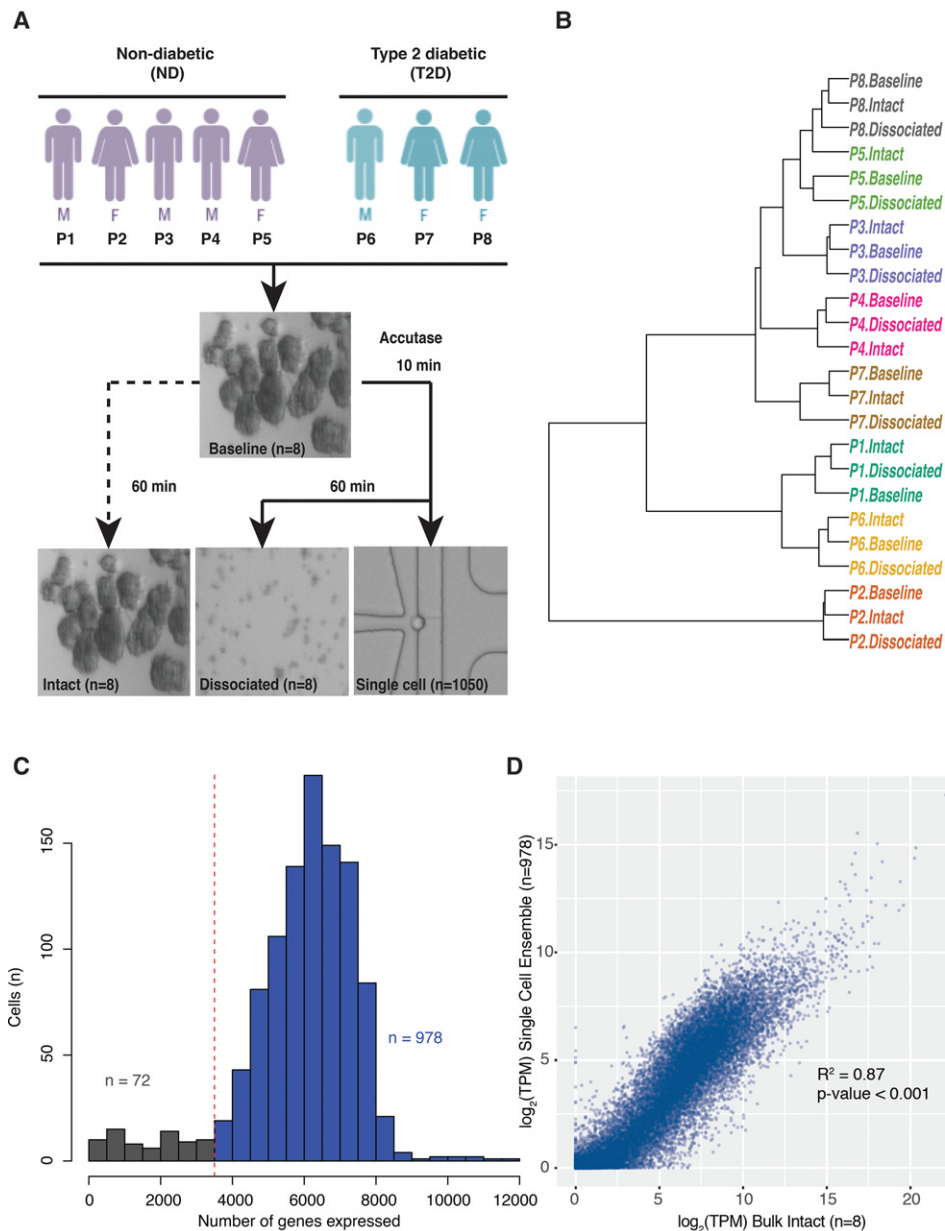 A
Non-diabetic
(ND)
Type 2 diabetic
(T2D)
M F M M F M F F
P1 P2 P3 P4 P5 P6 P7 P8
Accutase
10 min
Baseline (n=8)
60 min
60 min
Intact (n=8)
Dissociated (n=8)
Single cell (n=1050)
B
P8.Baseline
P8.Intact
P8.Dissociated
P5.Intact
P5.Baseline
P5.Dissociated
P3.Intact
P3.Baseline
P3.Dissociated
P4.Baseline
P4.Dissociated
P4.Intact
P7.Baseline
P7.Intact
P7.Dissociated
P1.Intact
P1.Dissociated
P1.Baseline
P6.Intact
P6.Baseline
P6.Dissociated
P2.Baseline
P2.Intact
P2.Dissociated
C
Cells (n)
150
100
50
0
n = 72
n = 978
0 2000 4000 6000 8000 10000 12000
Number of genes expressed
D
log2(TPM) Single Cell Ensemble (n=978)
15
10
5
0
R² = 0.87
p-value < 0.001
0 5 10 15 20
log2(TPM) Bulk Intact (n=8)